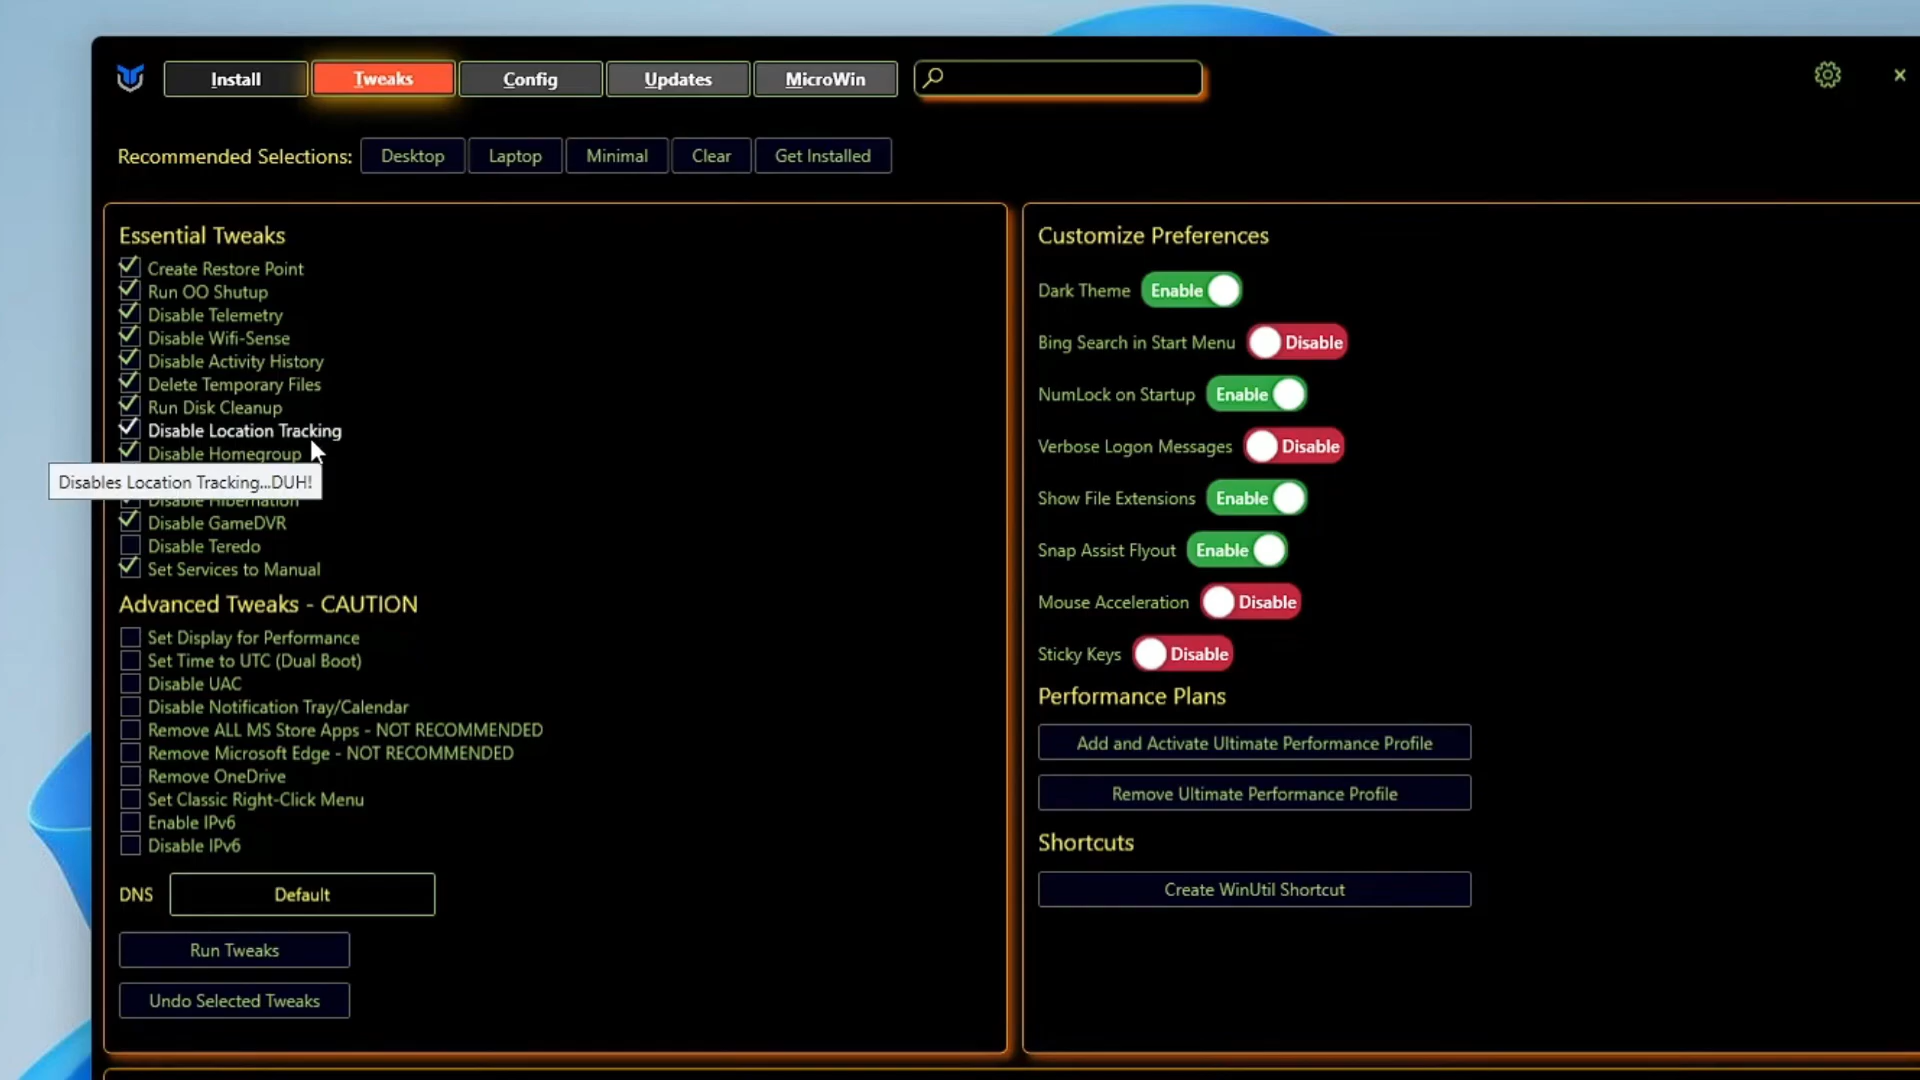 Install
Tweaks
Config
Updates
MicroWin
Recommended Selections:
Desktop
Laptop
Minimal
Clear
Get Installed
Essential Tweaks
Create Restore Point
Run OO Shutup
Disable Telemetry
Disable Wifi-Sense
Disable Activity History
Delete Temporary Files
Run Disk Cleanup
Disable Location Tracking
Disable Homegroup
Disables Location Tracking...DUH!
Disable Hibernation
Disable GameDVR
Disable Teredo
Set Services to Manual
Advanced Tweaks - CAUTION
Set Display for Performance
Set Time to UTC (Dual Boot)
Disable UAC
Disable Notification Tray/Calendar
Remove ALL MS Store Apps - NOT RECOMMENDED
Remove Microsoft Edge - NOT RECOMMENDED
Remove OneDrive
Set Classic Right-Click Menu
Enable IPv6
Disable IPv6
DNS Default
Run Tweaks
Undo Selected Tweaks
Customize Preferences
Dark Theme Enable
Bing Search in Start Menu Disable
NumLock on Startup Enable
Verbose Logon Messages Disable
Show File Extensions Enable
Snap Assist Flyout Enable
Mouse Acceleration Disable
Sticky Keys Disable
Performance Plans
Add and Activate Ultimate Performance Profile
Remove Ultimate Performance Profile
Shortcuts
Create WinUtil Shortcut